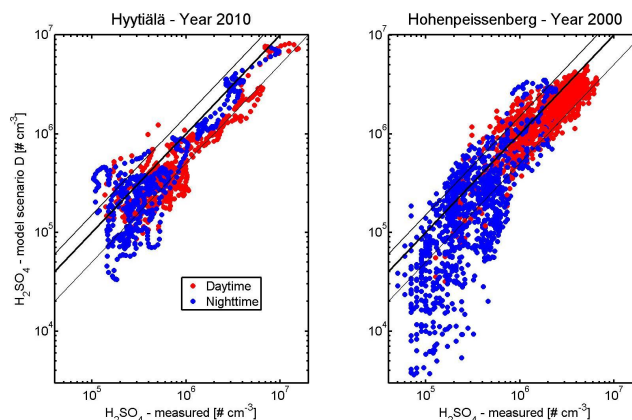 Hyytiälä - Year 2010
Hohenpeissenberg - Year 2000
H2SO4 - model scenario D [# cm-3]
10^7
10^6
10^5
10^4
10^7
10^6
10^5
10^4
Daytime
Nighttime
10^5
10^6
10^7
10^5
10^6
10^7
H2SO4 - measured [# cm-3]
H2SO4 - measured [# cm-3]